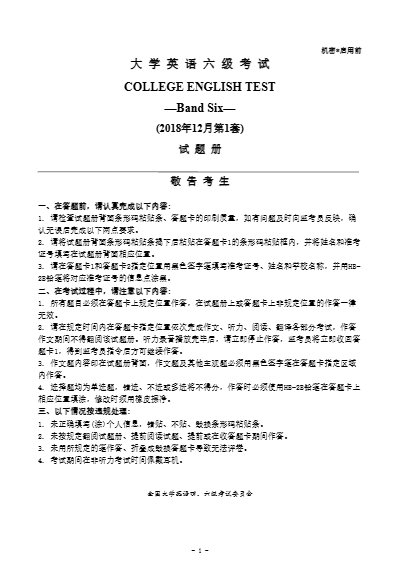 机密*启用前
大 学 英 语 六 级 考 试
COLLEGE ENGLISH TEST
—Band Six—
(2018年12月第1套)
试 题 册
敬 告 考 生
一、在答题前，请认真完成以下内容：
1. 请检查试题册背面条形码粘贴条、答题卡的印刷质量，如有问题及时向监考员反映，确
认无误后完成以下两点要求。
2. 请将试题册背面条形码粘贴条揭下后粘贴在答题卡1的条形码粘贴框内，并将姓名和准考
证号填写在试题册背面相应位置。
3. 请在答题卡1和答题卡2指定位置用黑色签字笔填写准考证号、姓名和学校名称，并用HB-
2B铅笔将对应准考证号的信息点涂黑。
二、在考试过程中，请注意以下内容：
1. 所有题目必须在答题卡上规定位置作答，在试题册上或答题卡上非规定位置的作答一律
无效。
2. 请在规定时间内在答题卡指定位置依次完成作文、听力、阅读、翻译各部分考试，作答
作文期间不得翻阅该试题册。听力录音播放完毕后，请立即停止作答，监考员将立即收回答
题卡1，得到监考员指令后方可继续作答。
3. 作文题内容印在试题册背面，作文题及其他主观题必须用黑色签字笔在答题卡指定区域
内作答。
4. 选择题均为单选题，错选、不选或多选将不得分，作答时必须使用HB-2B铅笔在答题卡上
相应位置填涂，修改时须用橡皮擦净。
三、以下情况按违规处理：
1. 未正确填写(涂)个人信息，错贴、不贴、毁损条形码粘贴条。
2. 未按规定翻阅试题册、提前阅读试题、提前或在收答题卡期间作答。
3. 未用所规定的笔作答、折叠或毁损答题卡导致无法评卷。
4. 考试期间在非听力考试时间佩戴耳机。
全国大学英语四、六级考试委员会
- 1 -